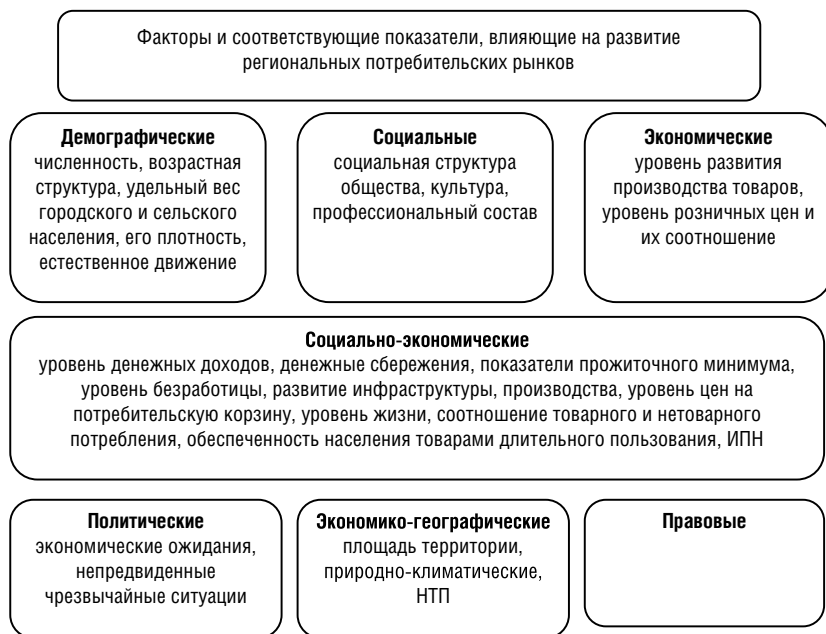 Факторы и соответствующие показатели, влияющие на развитие
региональных потребительских рынков
Демографические
численность, возрастная
структура, удельный вес
городского и сельского
населения, его плотность,
естественное движение
Социальные
социальная структура
общества, культура,
профессиональный состав
Экономические
уровень развития
производства товаров,
уровень розничных цен и
их соотношение
Социально-экономические
уровень денежных доходов, денежные сбережения, показатели прожиточного минимума,
уровень безработицы, развитие инфраструктуры, производства, уровень цен на
потребительскую корзину, уровень жизни, соотношение товарного и нетоварного
потребления, обеспеченность населения товарами длительного пользования, ИПН
Политические
экономические ожидания,
непредвиденные
чрезвычайные ситуации
Экономико-географические
площадь территории,
природно-климатические,
НТП
Правовые